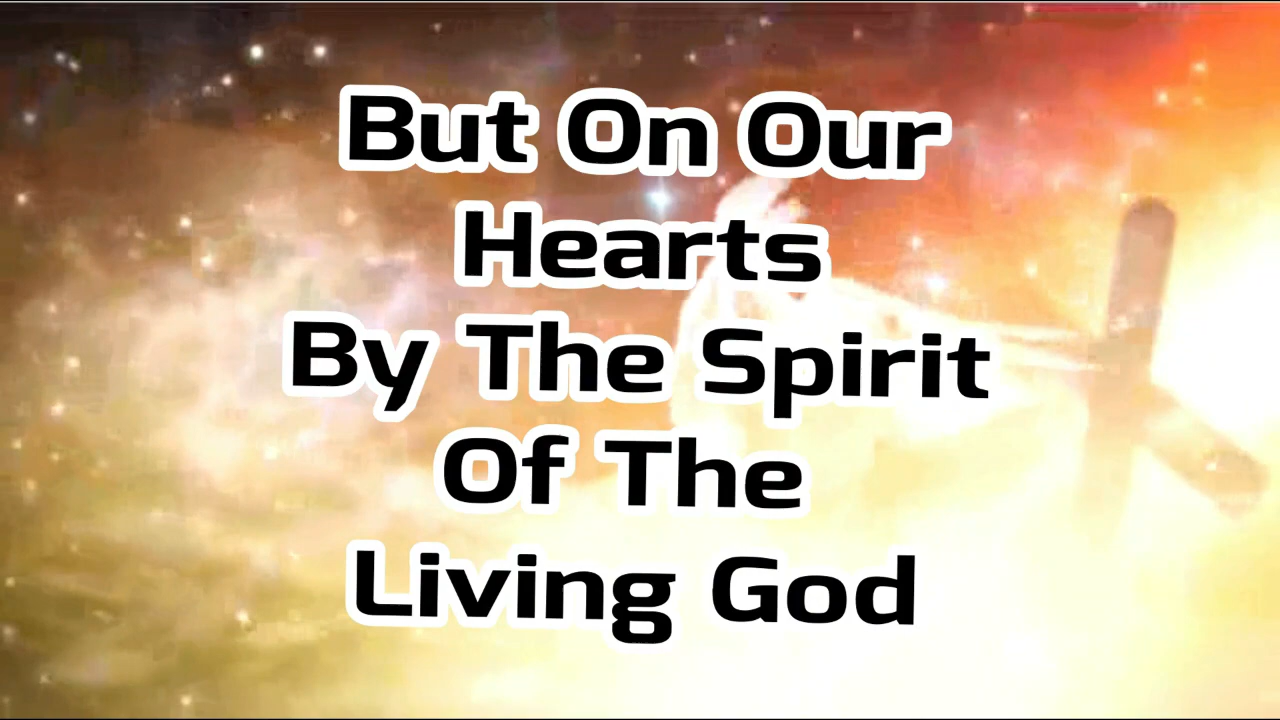 But On Our
Hearts
By The Spirit
Of The
Living God